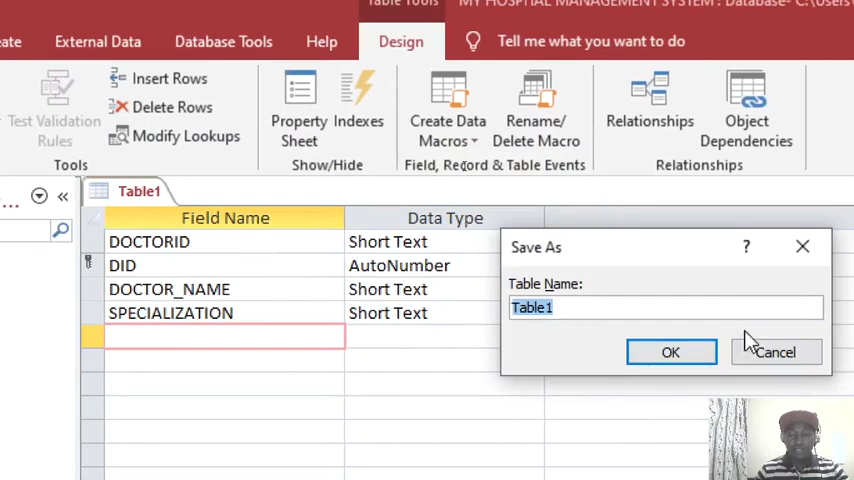 Table Tools
MY HOSPITAL MANAGEMENT SYSTEM : Database- C:\Users\
eate External Data Database Tools Help Design Tell me what you want to do
Test Validation Rules
Insert Rows
Delete Rows
Modify Lookups
Property Sheet
Indexes
Create Data Macros
Rename/ Delete Macro
Relationships
Object Dependencies
Tools
Show/Hide
Field, Record & Table Events
Relationships
...
Table1
Field Name Data Type
DOCTORID Short Text
DID AutoNumber
DOCTOR_NAME Short Text
SPECIALIZATION Short Text
Save As ?
Table Name:
Table1
OK Cancel